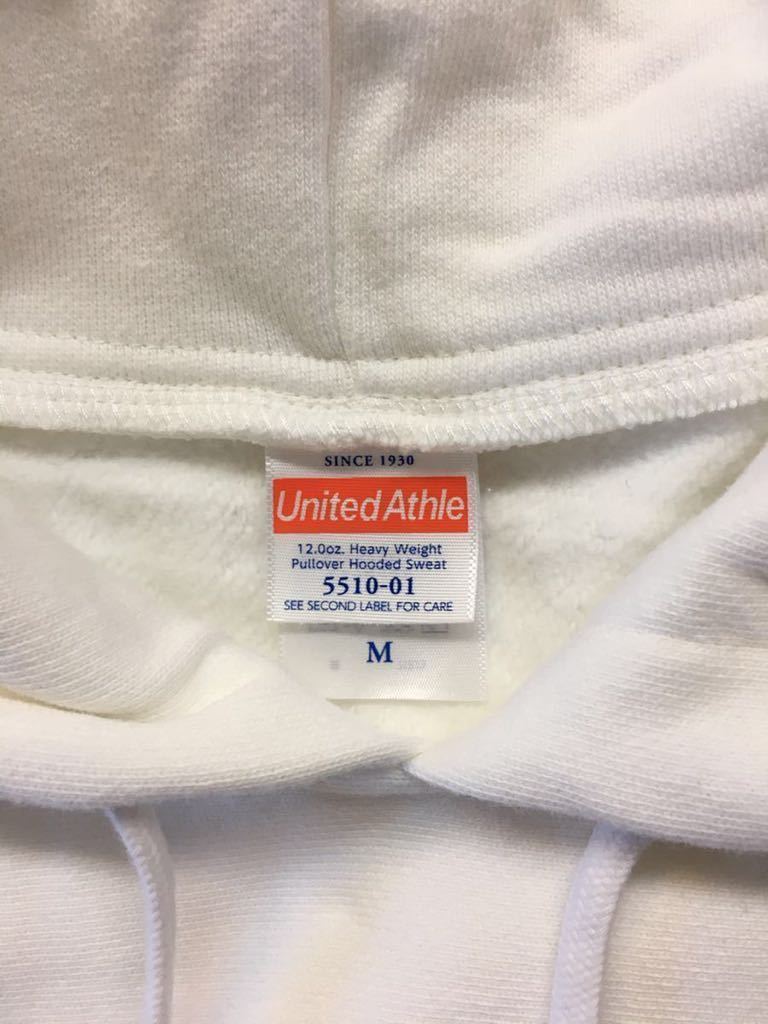 SINCE 1930
United Athle
12.0oz. Heavy Weight
Pullover Hooded Sweat
5510-01
SEE SECOND LABEL FOR CARE
M